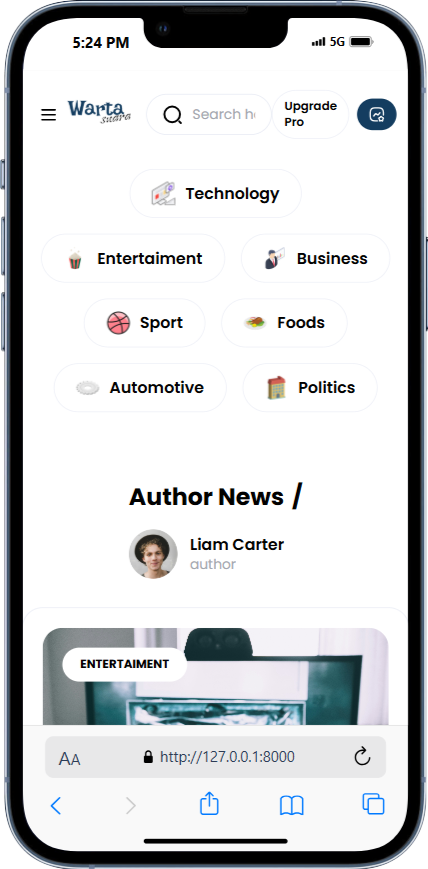 5:24 PM
5G
Warta
suara
Search h
Upgrade
Pro
Technology
Entertaiment
Business
Sport
Foods
Automotive
Politics
Author News /
Liam Carter
author
ENTERTAIMENT
AA
http://127.0.0.1:8000